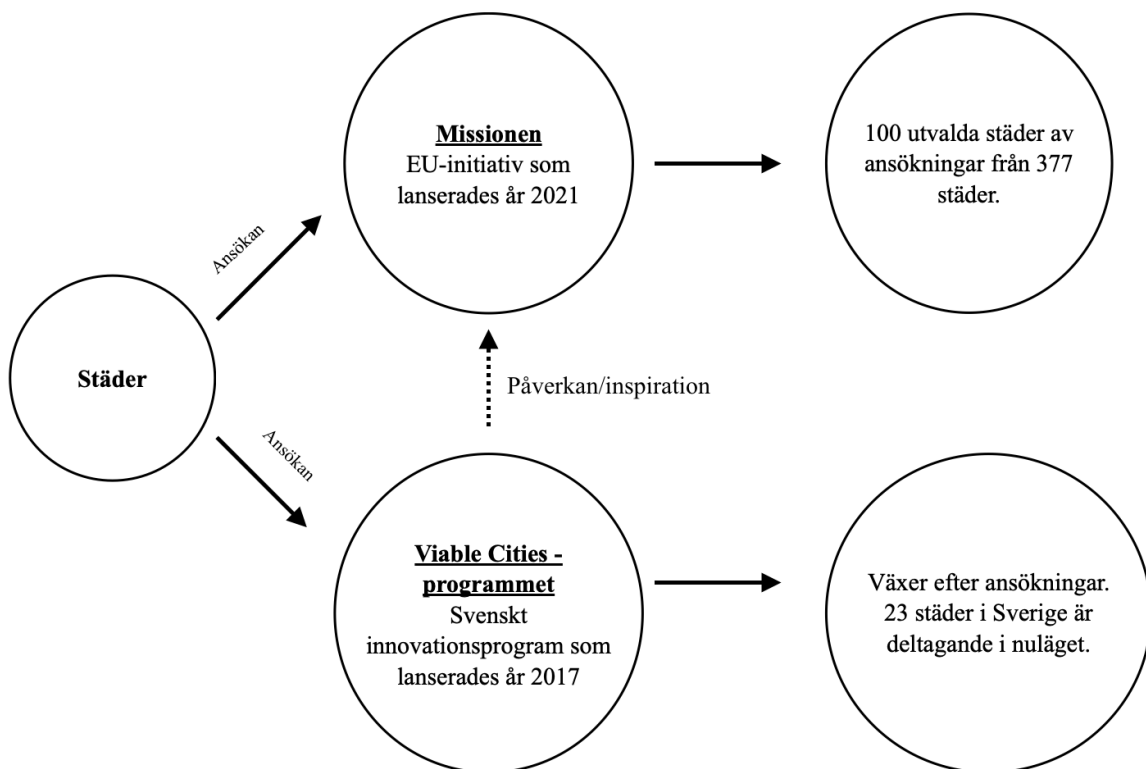 Missionen
EU-initiativ som
lanserades år 2021
100 utvalda städer av
ansökningar från 377
städer.
Ansökan
Städer
Påverkan/inspiration
Ansökan
Viable Cities -
programmet
Svenskt
innovationsprogram som
lanserades år 2017
Växer efter ansökningar.
23 städer i Sverige är
deltagande i nuläget.